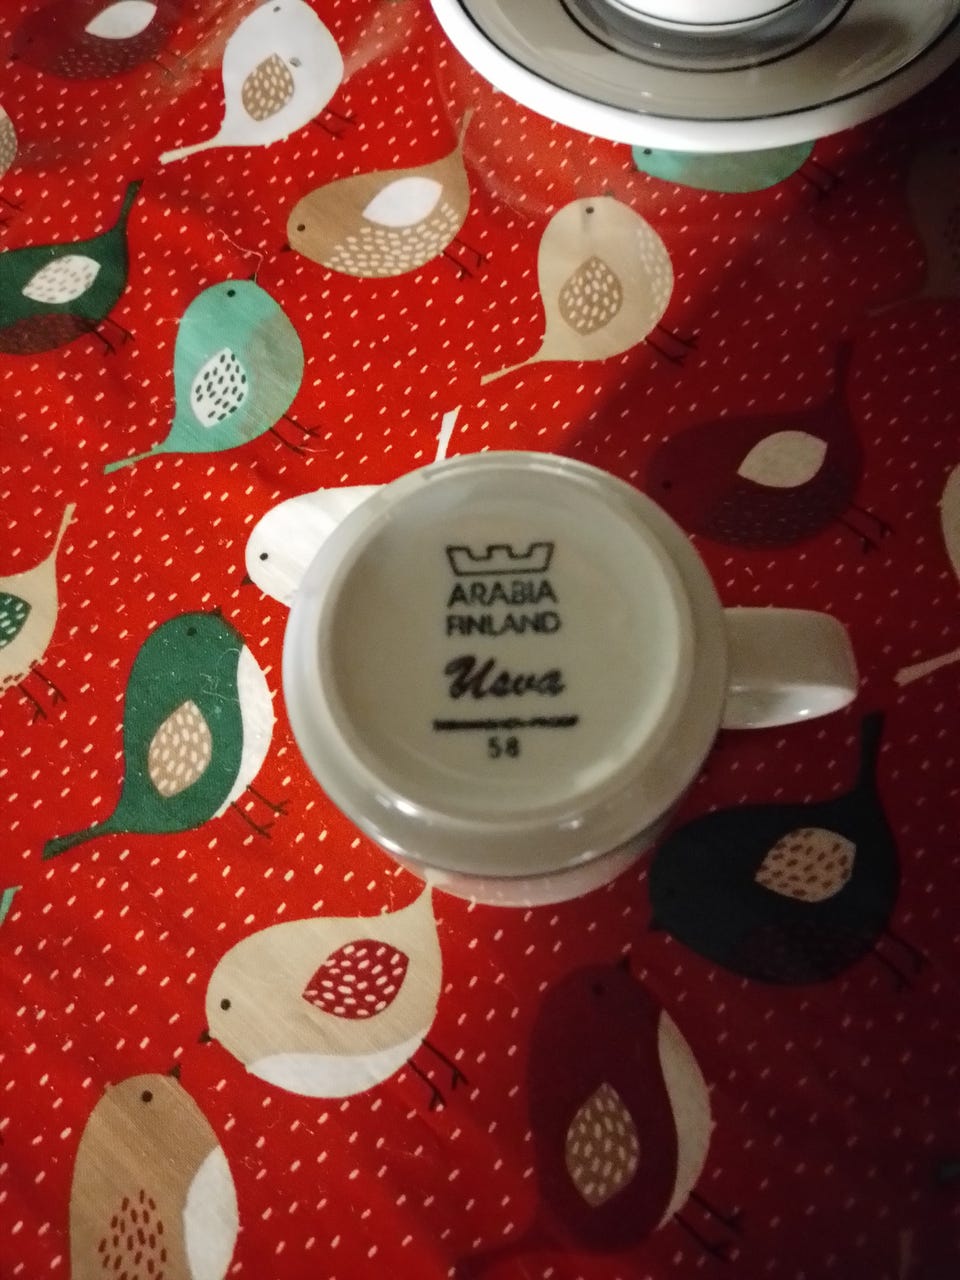 ARABIA
FINLAND
Usva
58